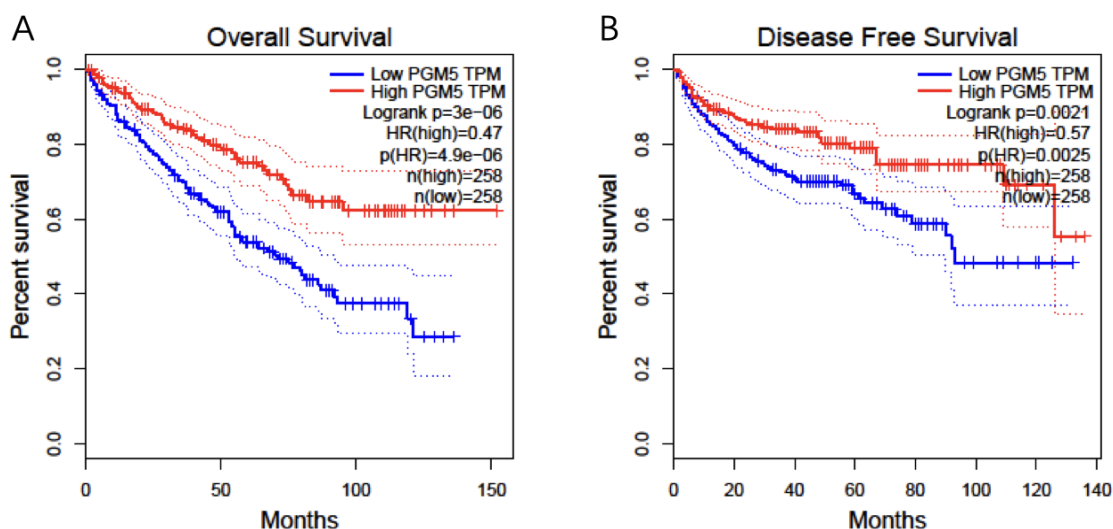 A
Overall Survival
Low PGM5 TPM
High PGM5 TPM
Logrank p=3e−06
HR(high)=0.47
p(HR)=4.9e−06
n(high)=258
n(low)=258
Percent survival
1.0
0.8
0.6
0.4
0.2
0.0
0 50 100 150
Months
B
Disease Free Survival
Low PGM5 TPM
High PGM5 TPM
Logrank p=0.0021
HR(high)=0.57
p(HR)=0.0025
n(high)=258
n(low)=258
Percent survival
1.0
0.8
0.6
0.4
0.2
0.0
0 20 40 60 80 100 120 140
Months